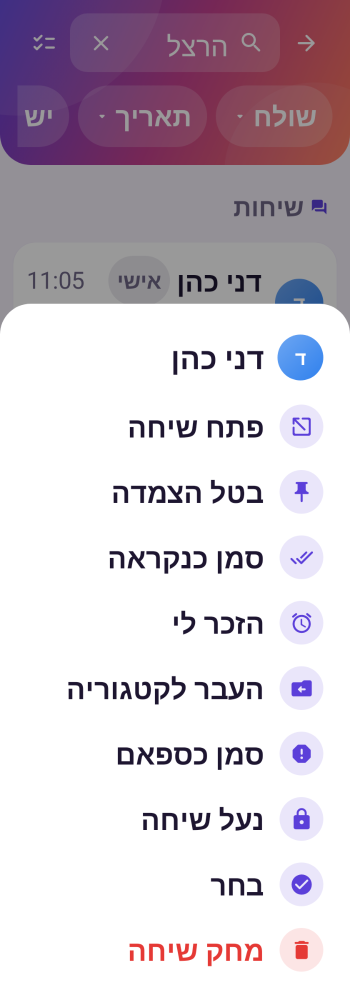 הרצל
שולח
תאריך
יש
שיחות
דני כהן
אישי
11:05
ד
דני כהן
פתח שיחה
בטל הצמדה
סמן כנקראה
הזכר לי
העבר לקטגוריה
סמן כספאם
נעל שיחה
בחר
מחק שיחה